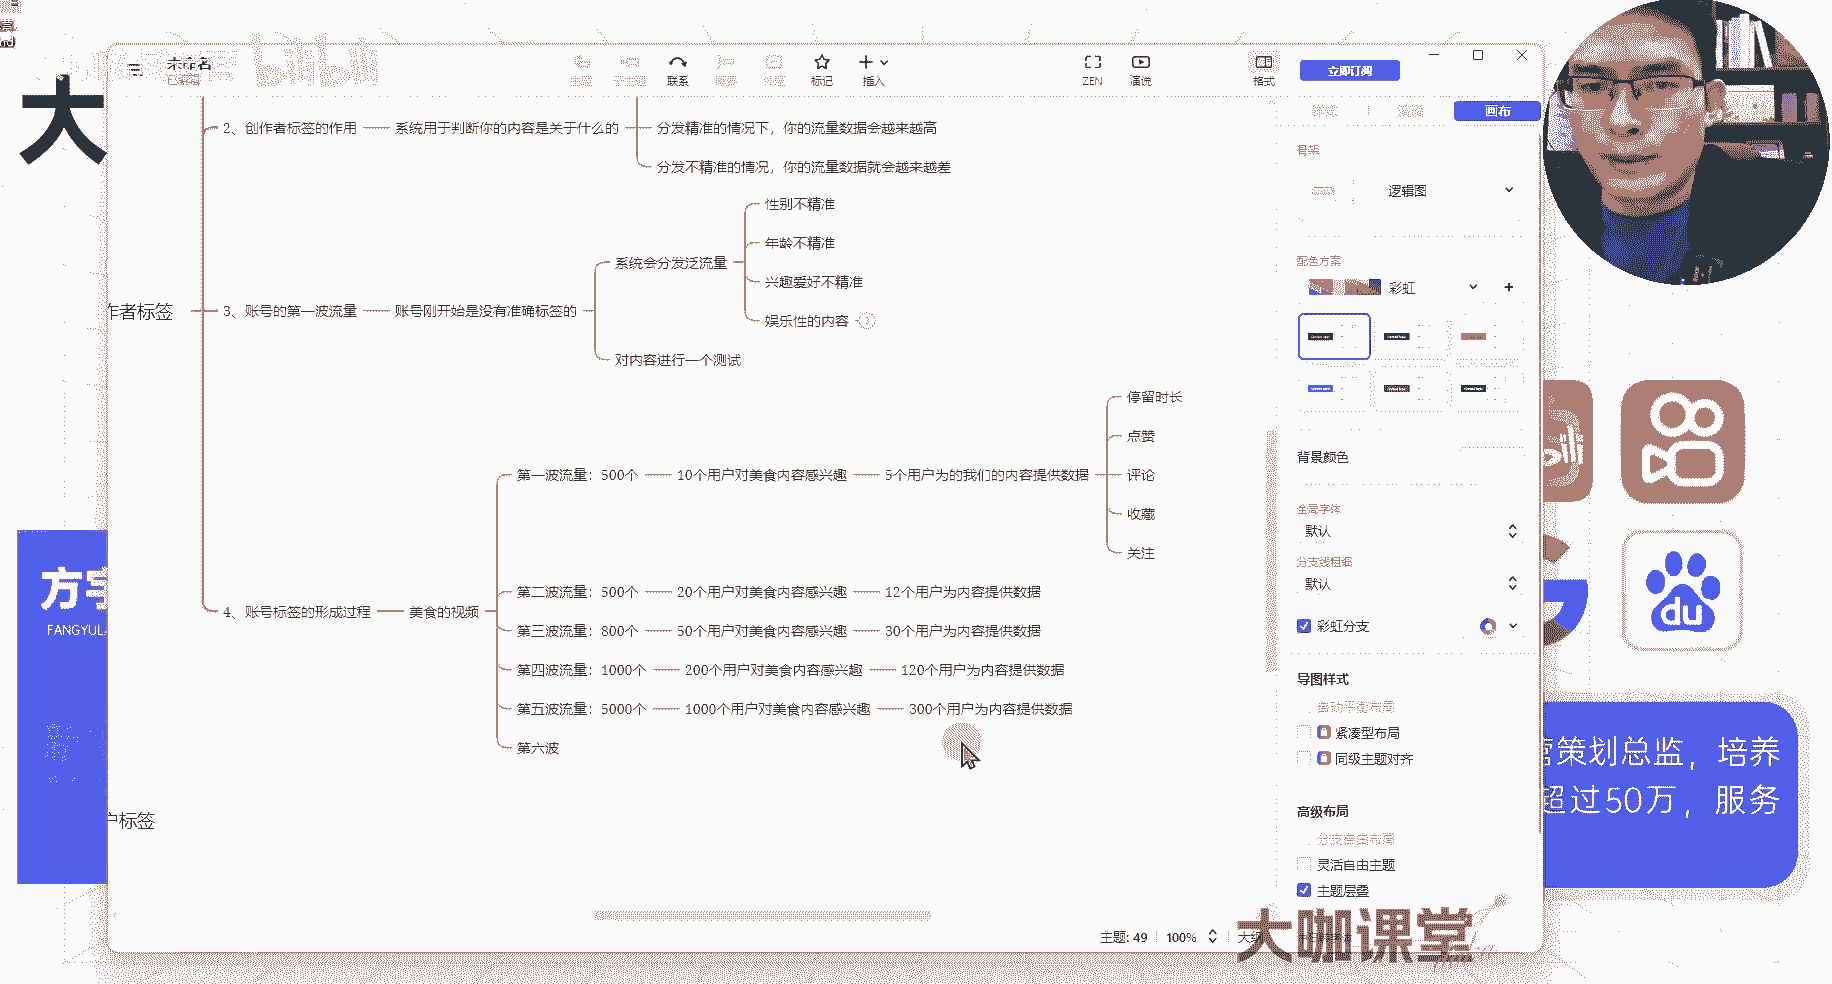 bilibili
大
未命名
已编辑
主题
子主题
联系
概要
外框
标记
插入
ZEN
演说
格式
立即订阅
样式
演说
画布
2、创作者标签的作用
系统用于判断你的内容是关于什么的
分发精准的情况下，你的流量数据会越来越高
分发不精准的情况，你的流量数据就会越来越差
作者标签
3、账号的第一波流量
账号刚开始是没有准确标签的
系统会分发泛流量
性别不精准
年龄不精准
兴趣爱好不精准
娱乐性的内容
对内容进行一个测试
4、账号标签的形成过程
美食的视频
第一波流量：500个
10个用户对美食内容感兴趣
5个用户为的我们的内容提供数据
停留时长
点赞
评论
收藏
关注
第二波流量：500个
20个用户对美食内容感兴趣
12个用户为内容提供数据
第三波流量：800个
50个用户对美食内容感兴趣
30个用户为内容提供数据
第四波流量：1000个
200个用户对美食内容感兴趣
120个用户为内容提供数据
第五波流量：5000个
1000个用户对美食内容感兴趣
300个用户为内容提供数据
第六波
户标签
骨架
逻辑图
配色方案
彩虹
背景颜色
全局字体
默认
分支线粗细
默认
彩虹分支
导图样式
自动平衡布局
紧凑型布局
同级主题对齐
高级布局
分支自由布局
灵活自由主题
主题层叠
主题: 49
100%
大纲
大咖课堂
方宇
FANGYUL
du
营策划总监，培养
超过50万，服务